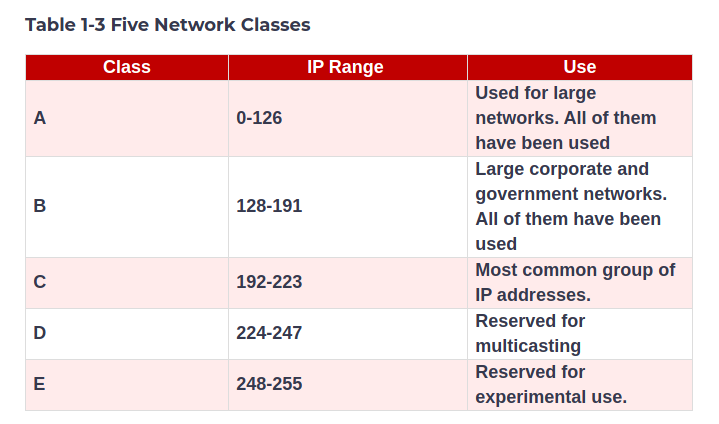 Table 1-3 Five Network Classes
Class IP Range Use
A 0-126 Used for large
networks. All of them
have been used
B 128-191 Large corporate and
government networks.
All of them have been
used
C 192-223 Most common group of
IP addresses.
D 224-247 Reserved for
multicasting
E 248-255 Reserved for
experimental use.